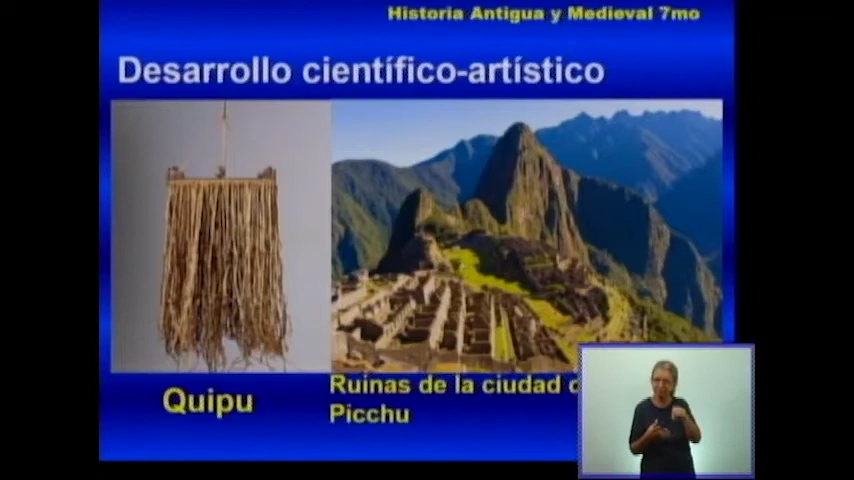 Historia Antigua y Medieval 7mo
Desarrollo científico-artístico
Quipu
Ruinas de la ciudad
Picchu